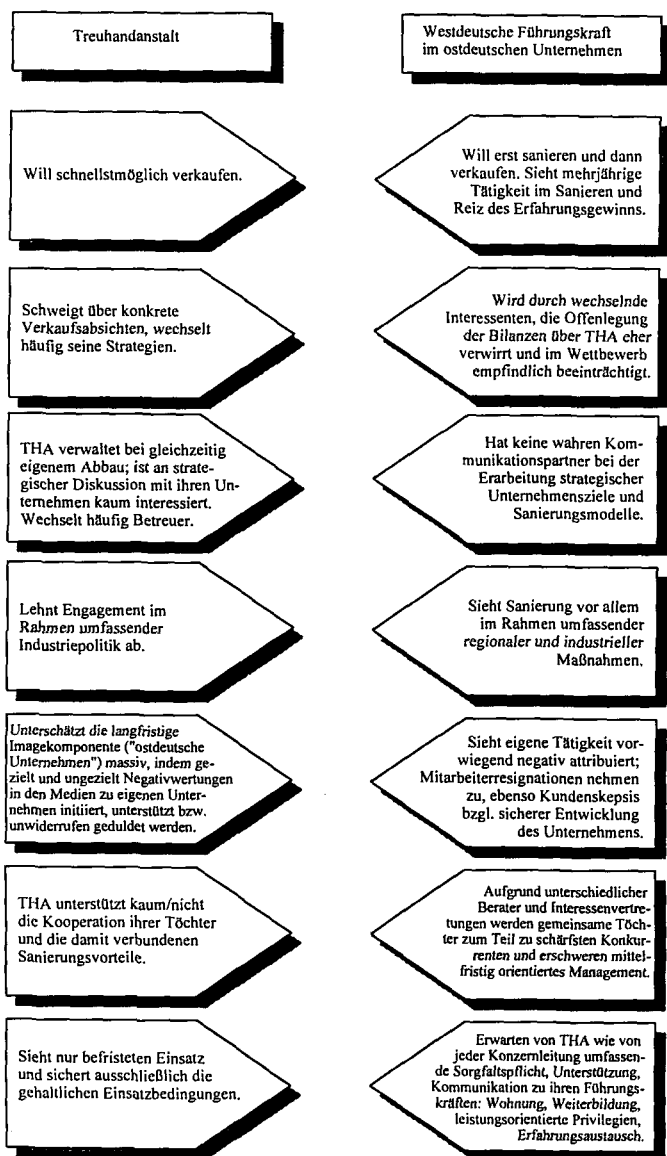 Treuhandanstalt
Westdeutsche Führungskraft
im ostdeutschen Unternehmen
Will schnellstmöglich verkaufen.
Will erst sanieren und dann
verkaufen. Sieht mehrjährige
Tätigkeit im Sanieren und
Reiz des Erfahrungsgewinns.
Schweigt über konkrete
Verkaufsabsichten, wechselt
häufig seine Strategien.
Wird durch wechselnde
Interessenten, die Offenlegung
der Bilanzen über THA eher
verwirrt und im Wettbewerb
empfindlich beeinträchtigt.
THA verwaltet bei gleichzeitig
eigenem Abbau; ist an strate-
gischer Diskussion mit ihren Un-
ternehmen kaum interessiert.
Wechselt häufig Betreuer.
Hat keine wahren Kom-
munikationspartner bei der
Erarbeitung strategischer
Unternehmensziele und
Sanierungsmodelle.
Lehnt Engagement im
Rahmen umfassender
Industriepolitik ab.
Sieht Sanierung vor allem
im Rahmen umfassender
regionaler und industrieller
Maßnahmen.
Unterschätzt die langfristige
Imagekomponente ("ostdeutsche
Unternehmen") massiv, indem ge-
zielt und ungezielt Negativwertungen
in den Medien zu eigenen Unter-
nehmen initiiert, unterstützt bzw.
unwiderrufen geduldet werden.
Sieht eigene Tätigkeit vor-
wiegend negativ attribuiert;
Mitarbeiterresignationen nehmen
zu, ebenso Kundenskepsis
bzgl. sicherer Entwicklung
des Unternehmens.
THA unterstützt kaum/nicht
die Kooperation ihrer Töchter
und die damit verbundenen
Sanierungsvorteile.
Aufgrund unterschiedlicher
Berater und Interessenvertre-
tungen werden gemeinsame Töch-
ter zum Teil zu schärfsten Konkur-
renten und erschweren mittel-
fristig orientiertes Management.
Sieht nur befristeten Einsatz
und sichert ausschließlich die
gehaltlichen Einsatzbedingungen.
Erwarten von THA wie von
jeder Konzernleitung umfassen-
de Sorgfaltspflicht, Unterstützung,
Kommunikation zu ihren Führungs-
kräften: Wohnung, Weiterbildung,
leistungsorientierte Privilegien,
Erfahrungsaustausch.